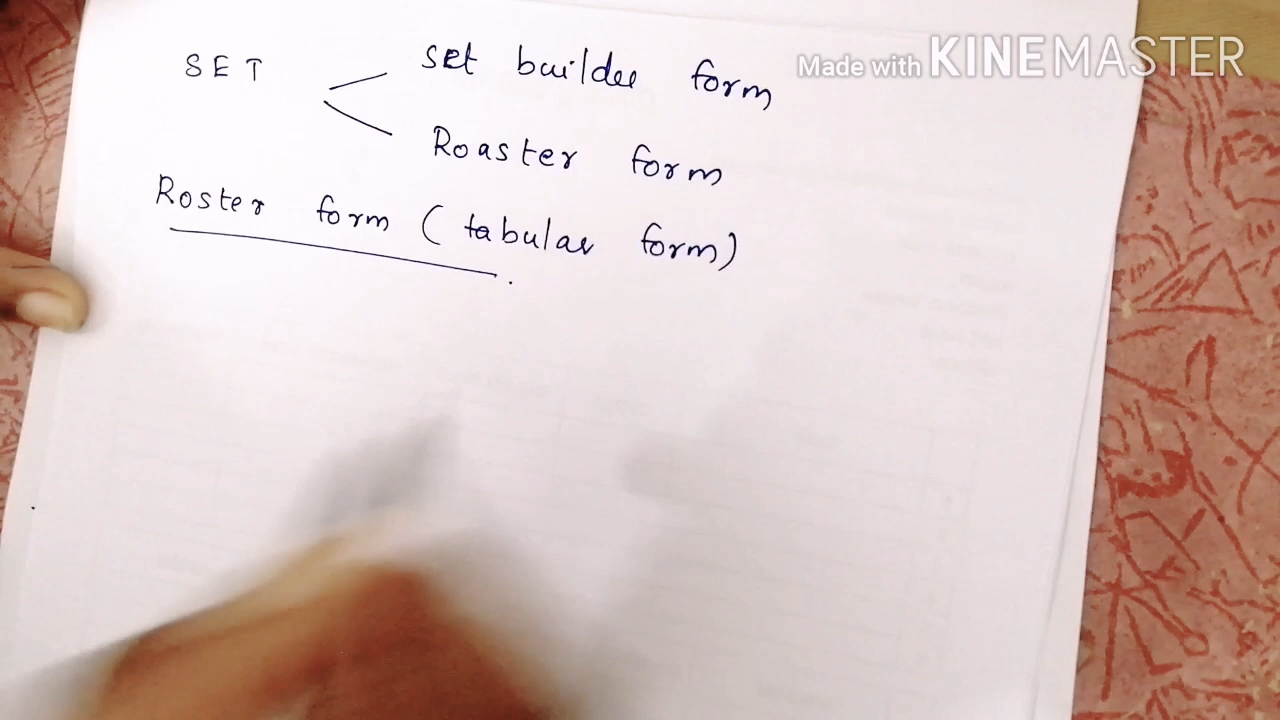 SET
set builder form
Roaster form
Roster form (tabular form)
Made with KINEMASTER